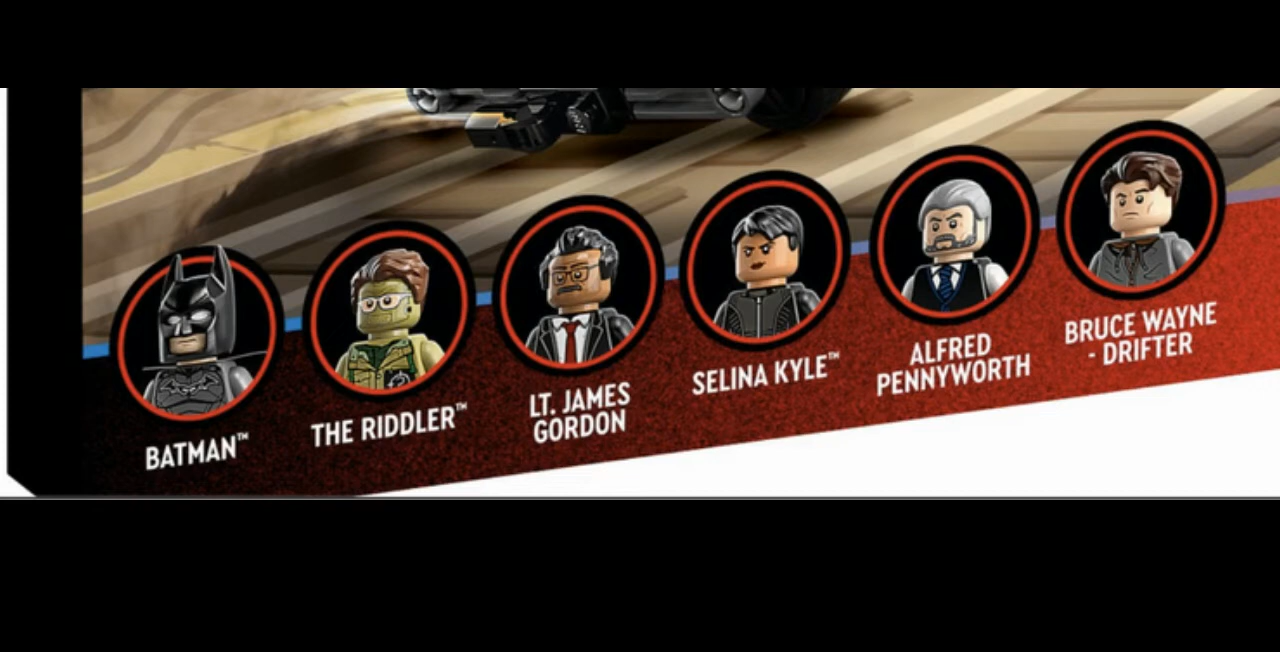 BATMAN™
THE RIDDLER™
LT. JAMES
GORDON
SELINA KYLE™
ALFRED
PENNYWORTH
BRUCE WAYNE
- DRIFTER